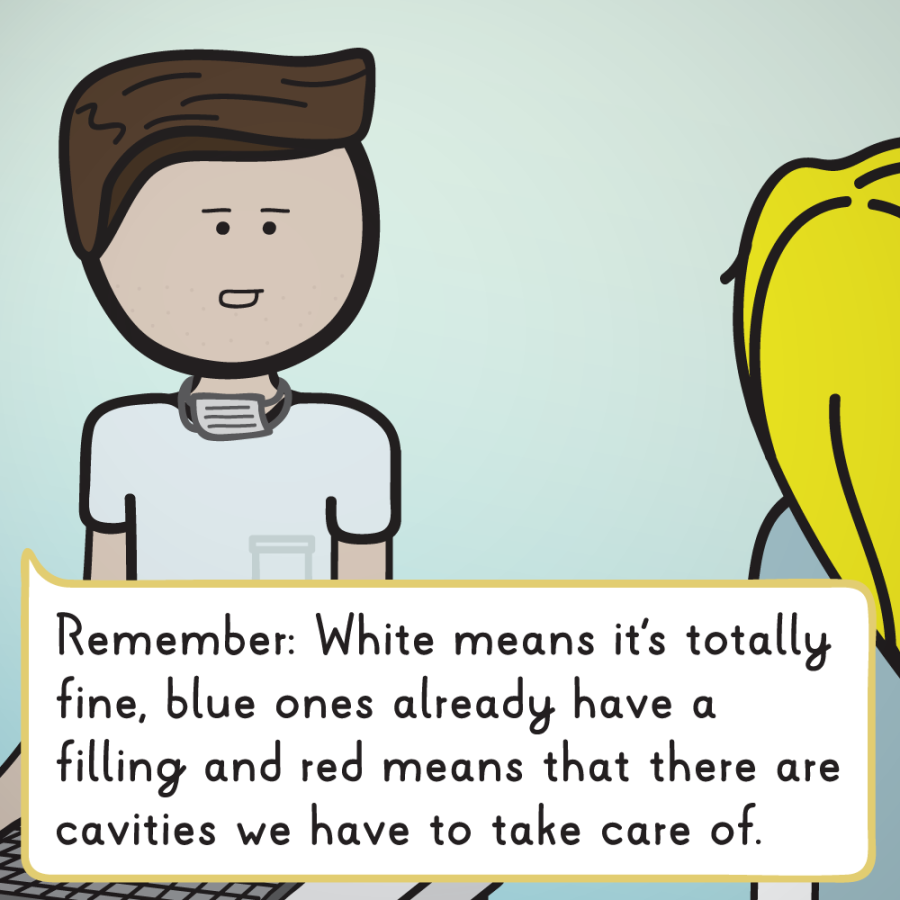 Remember: White means it's totally
fine, blue ones already have a
filling and red means that there are
cavities we have to take care of.